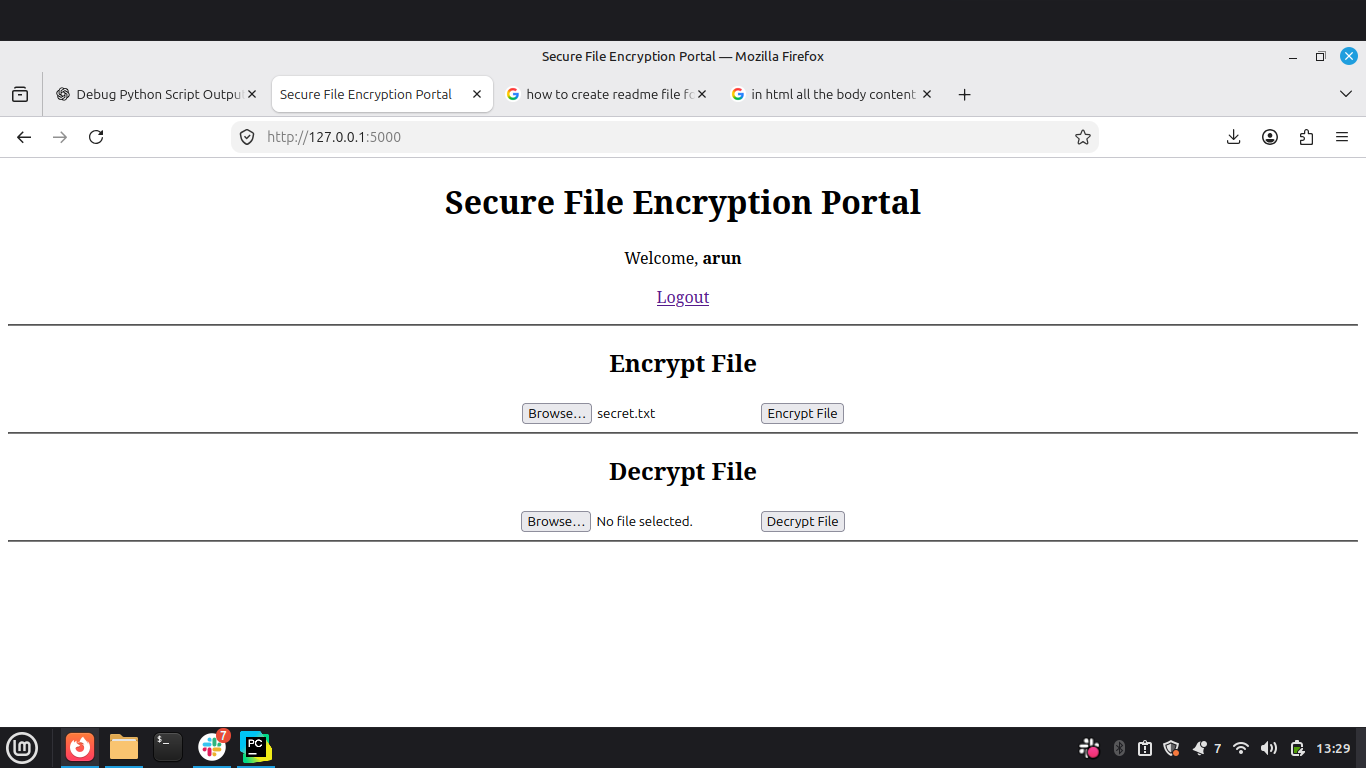 Secure File Encryption Portal — Mozilla Firefox
Debug Python Script Outpu
Secure File Encryption Portal
how to create readme file fo
in html all the body content
http://127.0.0.1:5000
Secure File Encryption Portal
Welcome, arun
Logout
Encrypt File
Browse… secret.txt Encrypt File
Decrypt File
Browse… No file selected. Decrypt File
lm $_ 7 PC 7 13:29